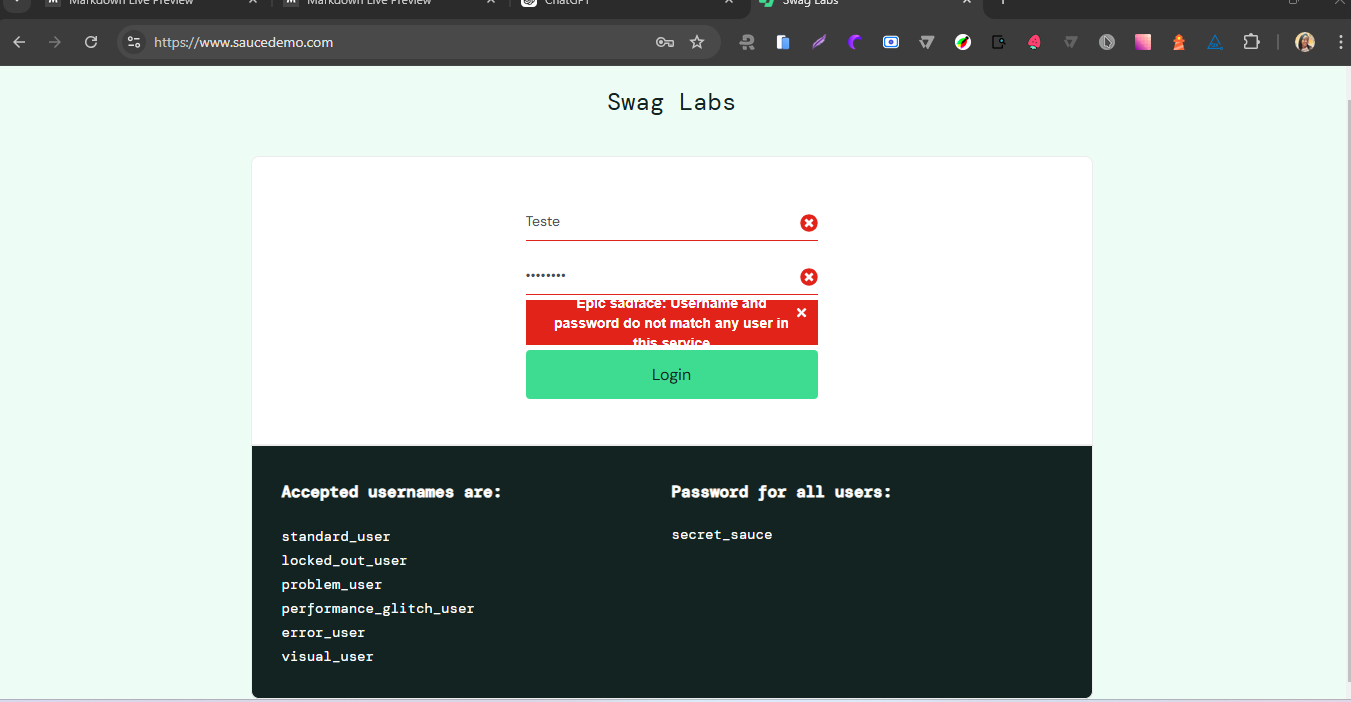 Markdown Live Preview
Markdown Live Preview
ChatGPT
Swag Labs
https://www.saucedemo.com
Swag Labs
Teste
••••••••
Epic sadface: Username and
password do not match any user in
this service
Login
Accepted usernames are:
Password for all users:
standard_user
secret_sauce
locked_out_user
problem_user
performance_glitch_user
error_user
visual_user